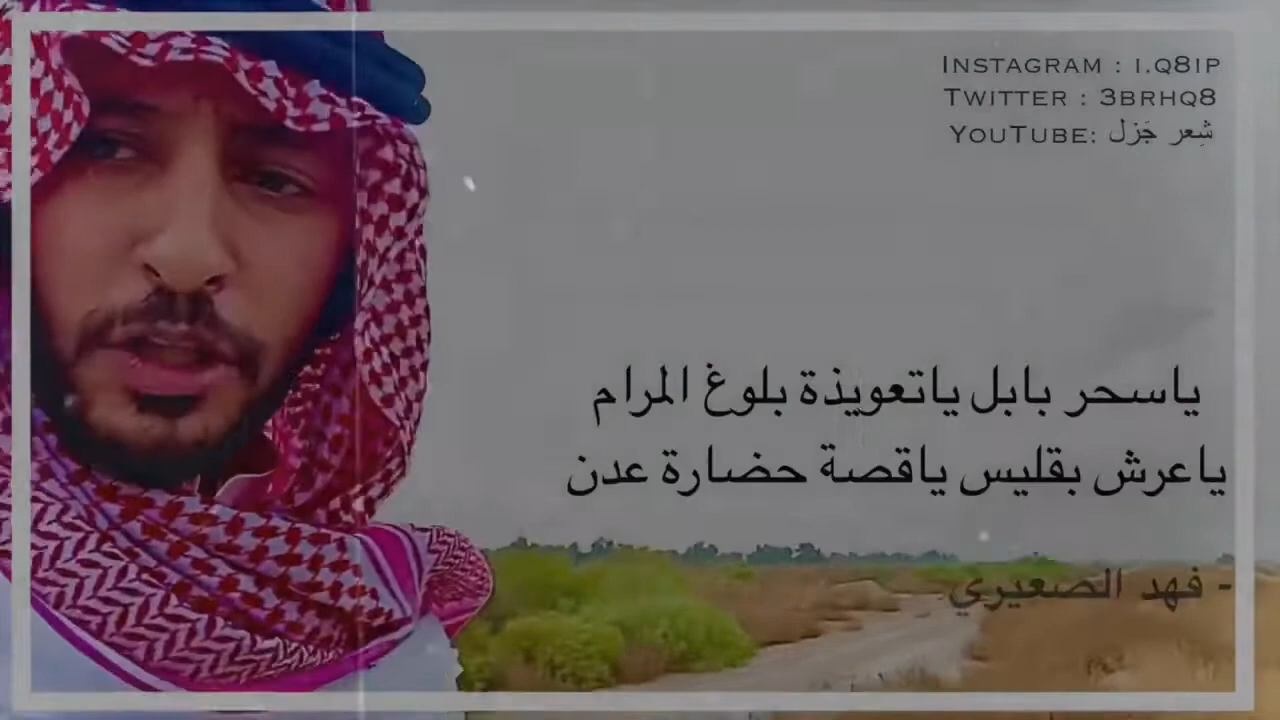 INSTAGRAM : I.Q8IP
TWITTER : 3BRHQ8
YOUTUBE: شِعر جَزل
ياسحر بابل ياتعويذة بلوغ المرام
ياعرش بقليس ياقصة حضارة عدن
- فهد الصعيري